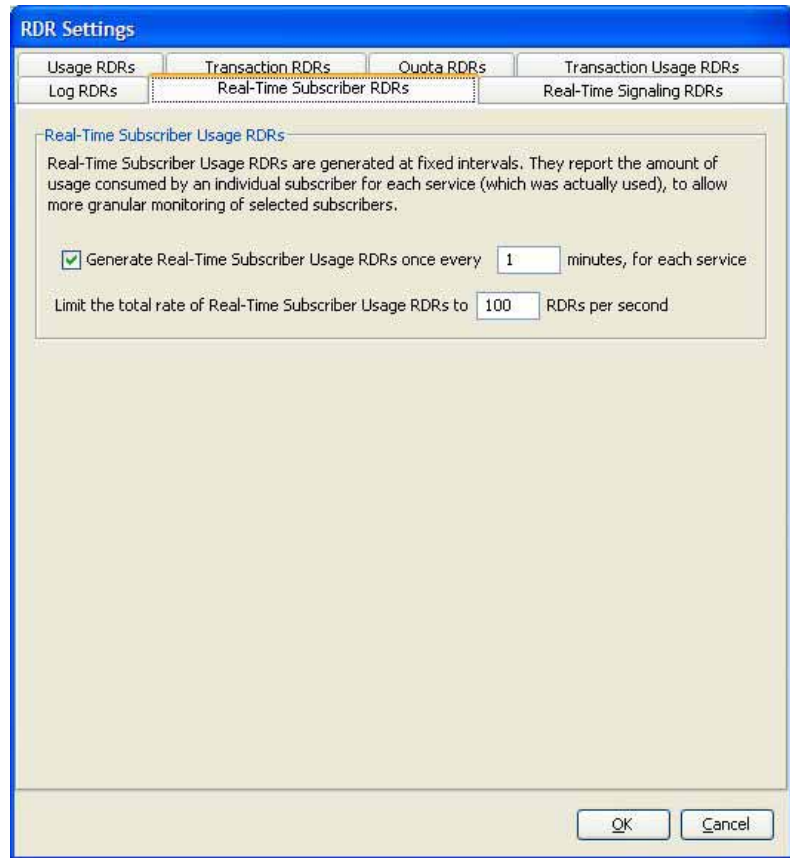 RDR Settings
Usage RDRs Transaction RDRs Quota RDRs Transaction Usage RDRs
Log RDRs Real-Time Subscriber RDRs Real-Time Signaling RDRs
Real-Time Subscriber Usage RDRs
Real-Time Subscriber Usage RDRs are generated at fixed intervals. They report the amount of
usage consumed by an individual subscriber for each service (which was actually used), to allow
more granular monitoring of selected subscribers.
Generate Real-Time Subscriber Usage RDRs once every 1 minutes, for each service
Limit the total rate of Real-Time Subscriber Usage RDRs to 100 RDRs per second
OK Cancel